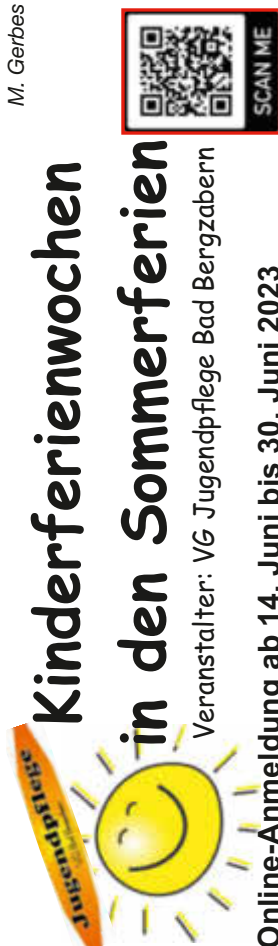 M. Gerbes
Kinderferienwochen
in den Sommerferien
Veranstalter: VG Jugendpflege Bad Bergzabern
SCAN ME
Jugendpflege
Online-Anmeldung ab 14. Juni bis 30. Juni 2023